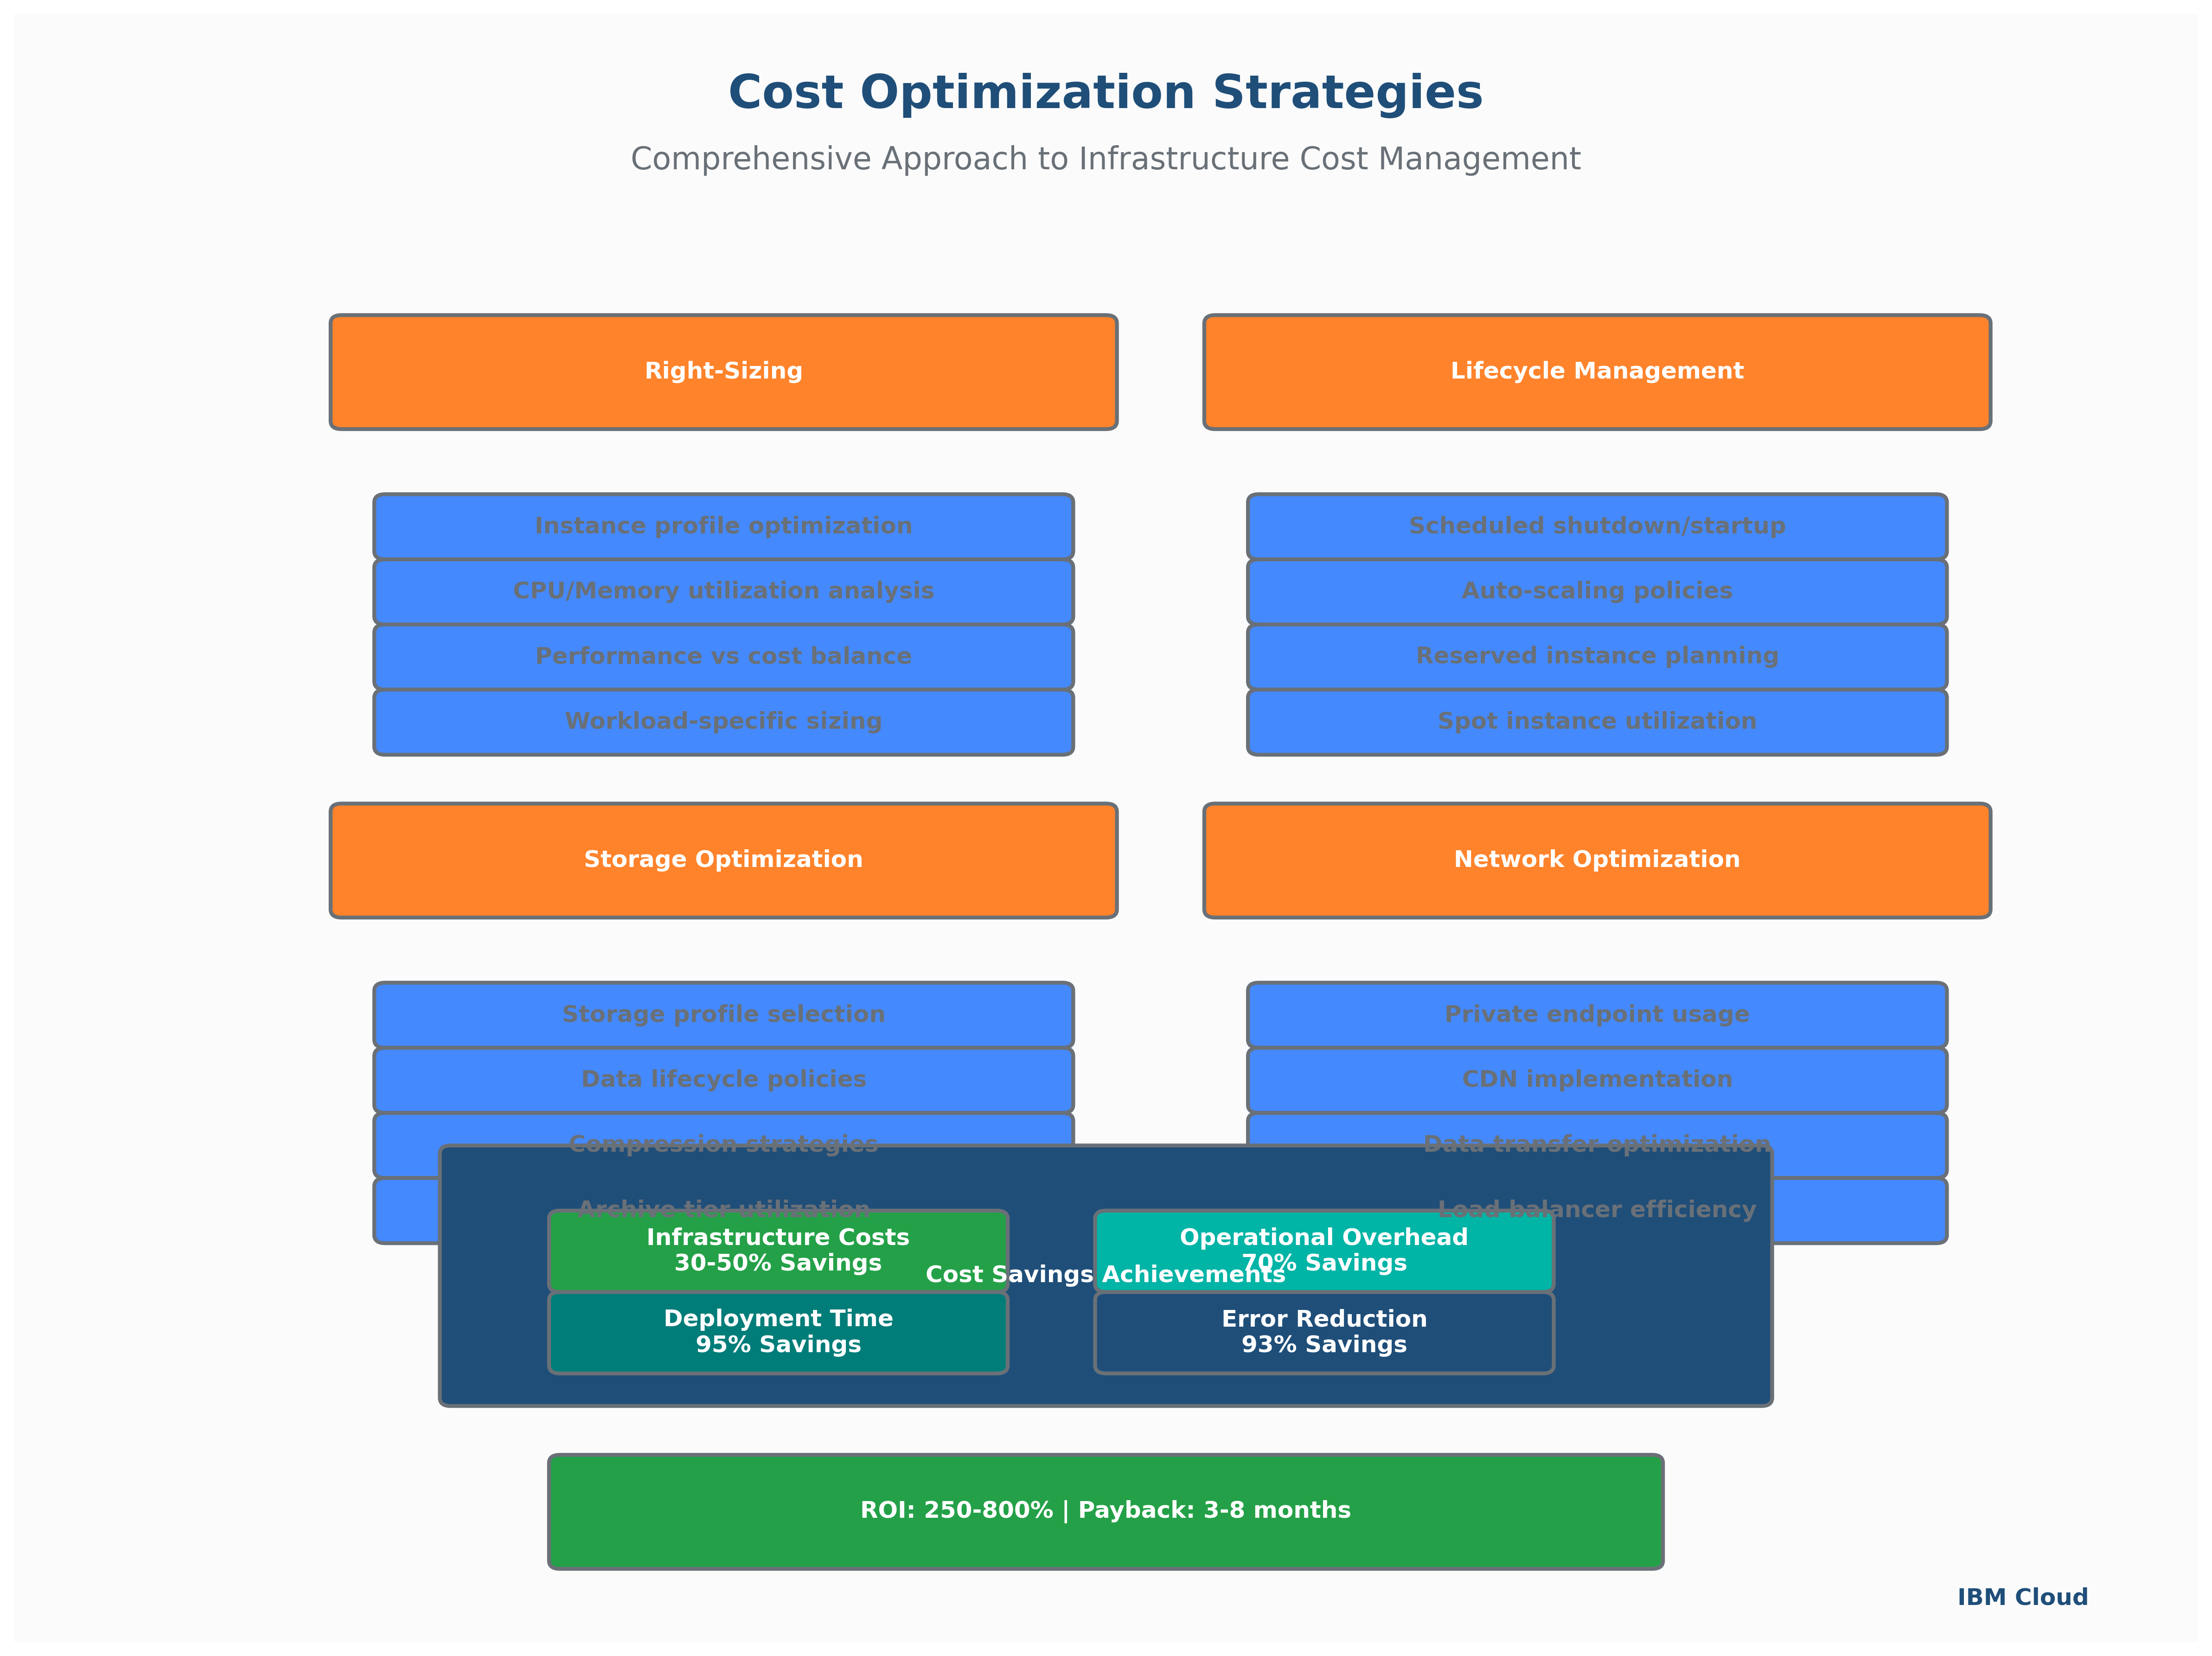 Cost Optimization Strategies
Comprehensive Approach to Infrastructure Cost Management
Right-Sizing
Instance profile optimization
CPU/Memory utilization analysis
Performance vs cost balance
Workload-specific sizing
Lifecycle Management
Scheduled shutdown/startup
Auto-scaling policies
Reserved instance planning
Spot instance utilization
Storage Optimization
Storage profile selection
Data lifecycle policies
Compression strategies
Archive tier utilization
Network Optimization
Private endpoint usage
CDN implementation
Data transfer optimization
Load balancer efficiency
Cost Savings Achievements
Infrastructure Costs
30-50% Savings
Operational Overhead
70% Savings
Deployment Time
95% Savings
Error Reduction
93% Savings
ROI: 250-800% | Payback: 3-8 months
IBM Cloud